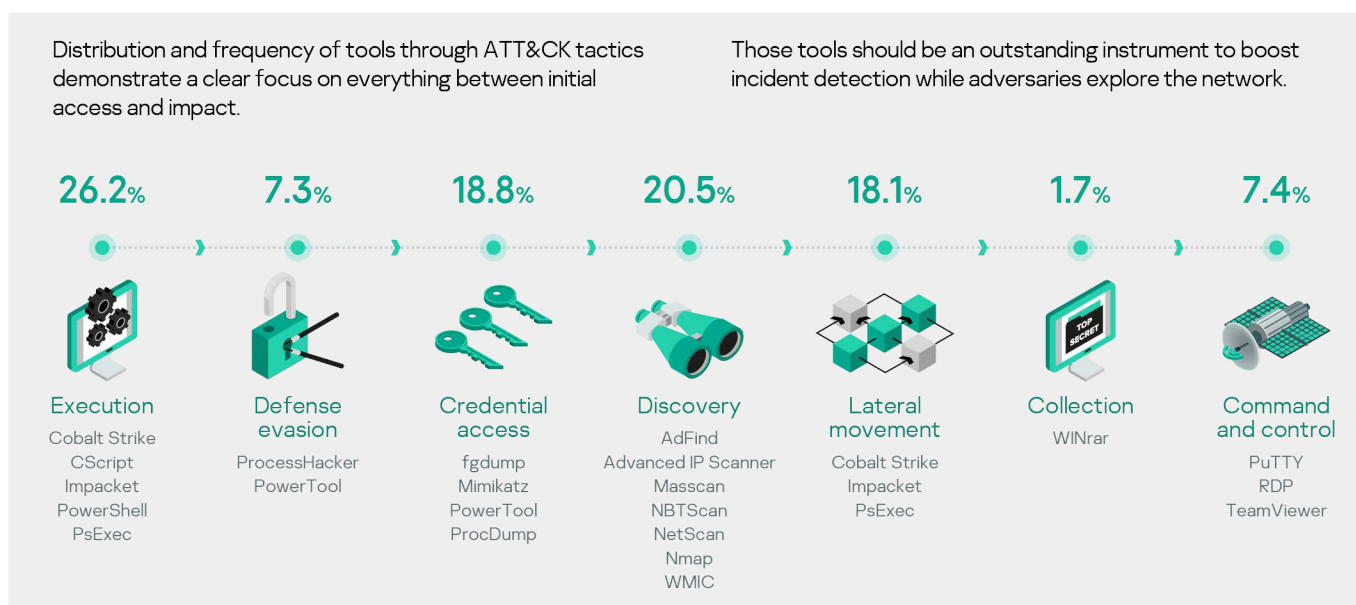 Distribution and frequency of tools through ATT&CK tactics
demonstrate a clear focus on everything between initial
access and impact.
Those tools should be an outstanding instrument to boost
incident detection while adversaries explore the network.
26.2%
7.3%
18.8%
20.5%
18.1%
1.7%
7.4%
TOP
SECRET
Execution
Cobalt Strike
CScript
Impacket
PowerShell
PsExec
Defense
evasion
ProcessHacker
PowerTool
Credential
access
fgdump
Mimikatz
PowerTool
ProcDump
Discovery
AdFind
Advanced IP Scanner
Masscan
NBTScan
NetScan
Nmap
WMIC
Lateral
movement
Cobalt Strike
Impacket
PsExec
Collection
WINrar
Command
and control
PuTTY
RDP
TeamViewer